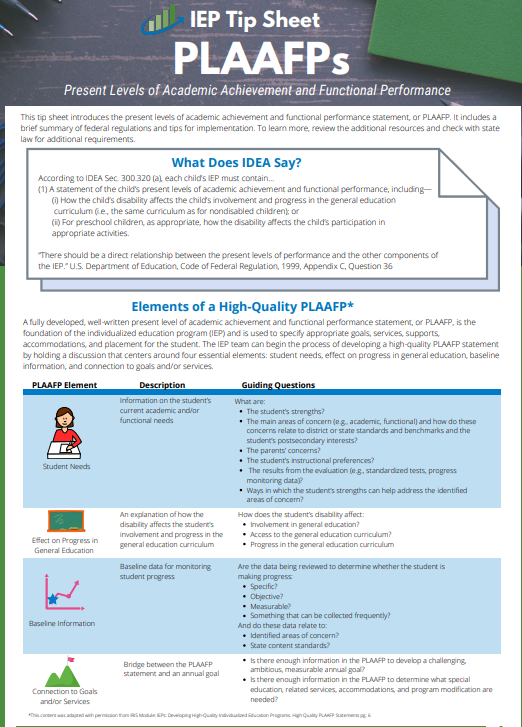 IEP Tip Sheet
PLAAFPs
Present Levels of Academic Achievement and Functional Performance
This tip sheet introduces the present levels of academic achievement and functional performance statement, or PLAAFP. It includes a
brief summary of federal regulations and tips for implementation. To learn more, review the additional resources and check with state
law for additional requirements.
What Does IDEA Say?
According to IDEA Sec. 300.320 (a), each child's IEP must contain...
(1) A statement of the child's present levels of academic achievement and functional performance, including—
(i) How the child's disability affects the child's involvement and progress in the general education
curriculum (i.e., the same curriculum as for nondisabled children); or
(ii) For preschool children, as appropriate, how the disability affects the child's participation in
appropriate activities.
"There should be a direct relationship between the present levels of performance and the other components of
the IEP." U.S. Department of Education, Code of Federal Regulation, 1999, Appendix C, Question 36
Elements of a High-Quality PLAAFP*
A fully developed, well-written present level of academic achievement and functional performance statement, or PLAAFP, is the
foundation of the individualized education program (IEP) and is used to specify appropriate goals, services, supports,
accommodations, and placement for the student. The IEP team can begin the process of developing a high-quality PLAAFP statement
by holding a discussion that centers around four essential elements: student needs, effect on progress in general education, baseline
information, and connection to goals and/or services.
PLAAFP Element Description Guiding Questions
Student Needs
Information on the student's
current academic and/or
functional needs
What are:
• The student's strengths?
• The main areas of concern (e.g., academic, functional) and how do these
concerns relate to district or state standards and benchmarks and the
student's postsecondary interests?
• The parents' concerns?
• The student's instructional preferences?
• The results from the evaluation (e.g., standardized tests, progress
monitoring data)?
• Ways in which the student's strengths can help address the identified
areas of concern?
Effect on Progress in
General Education
An explanation of how the
disability affects the student's
involvement and progress in the
general education curriculum
How does the student's disability affect:
• Involvement in general education?
• Access to the general education curriculum?
• Progress in the general education curriculum
Baseline Information
Baseline data for monitoring
student progress
Are the data being reviewed to determine whether the student is
making progress:
• Specific?
• Objective?
• Measurable?
• Something that can be collected frequently?
And do these data relate to:
• Identified areas of concern?
• State content standards?
Connection to Goals
and/or Services
Bridge between the PLAAFP
statement and an annual goal
• Is there enough information in the PLAAFP to develop a challenging,
ambitious, measurable annual goal?
• Is there enough information in the PLAAFP to determine what special
education, related services, accommodations, and program modification are
needed?
*This content was adapted with permission from IRIS Module: IEPs: Developing High-Quality Individualized Education Programs. High Quality PLAAFP Statements pg. 6